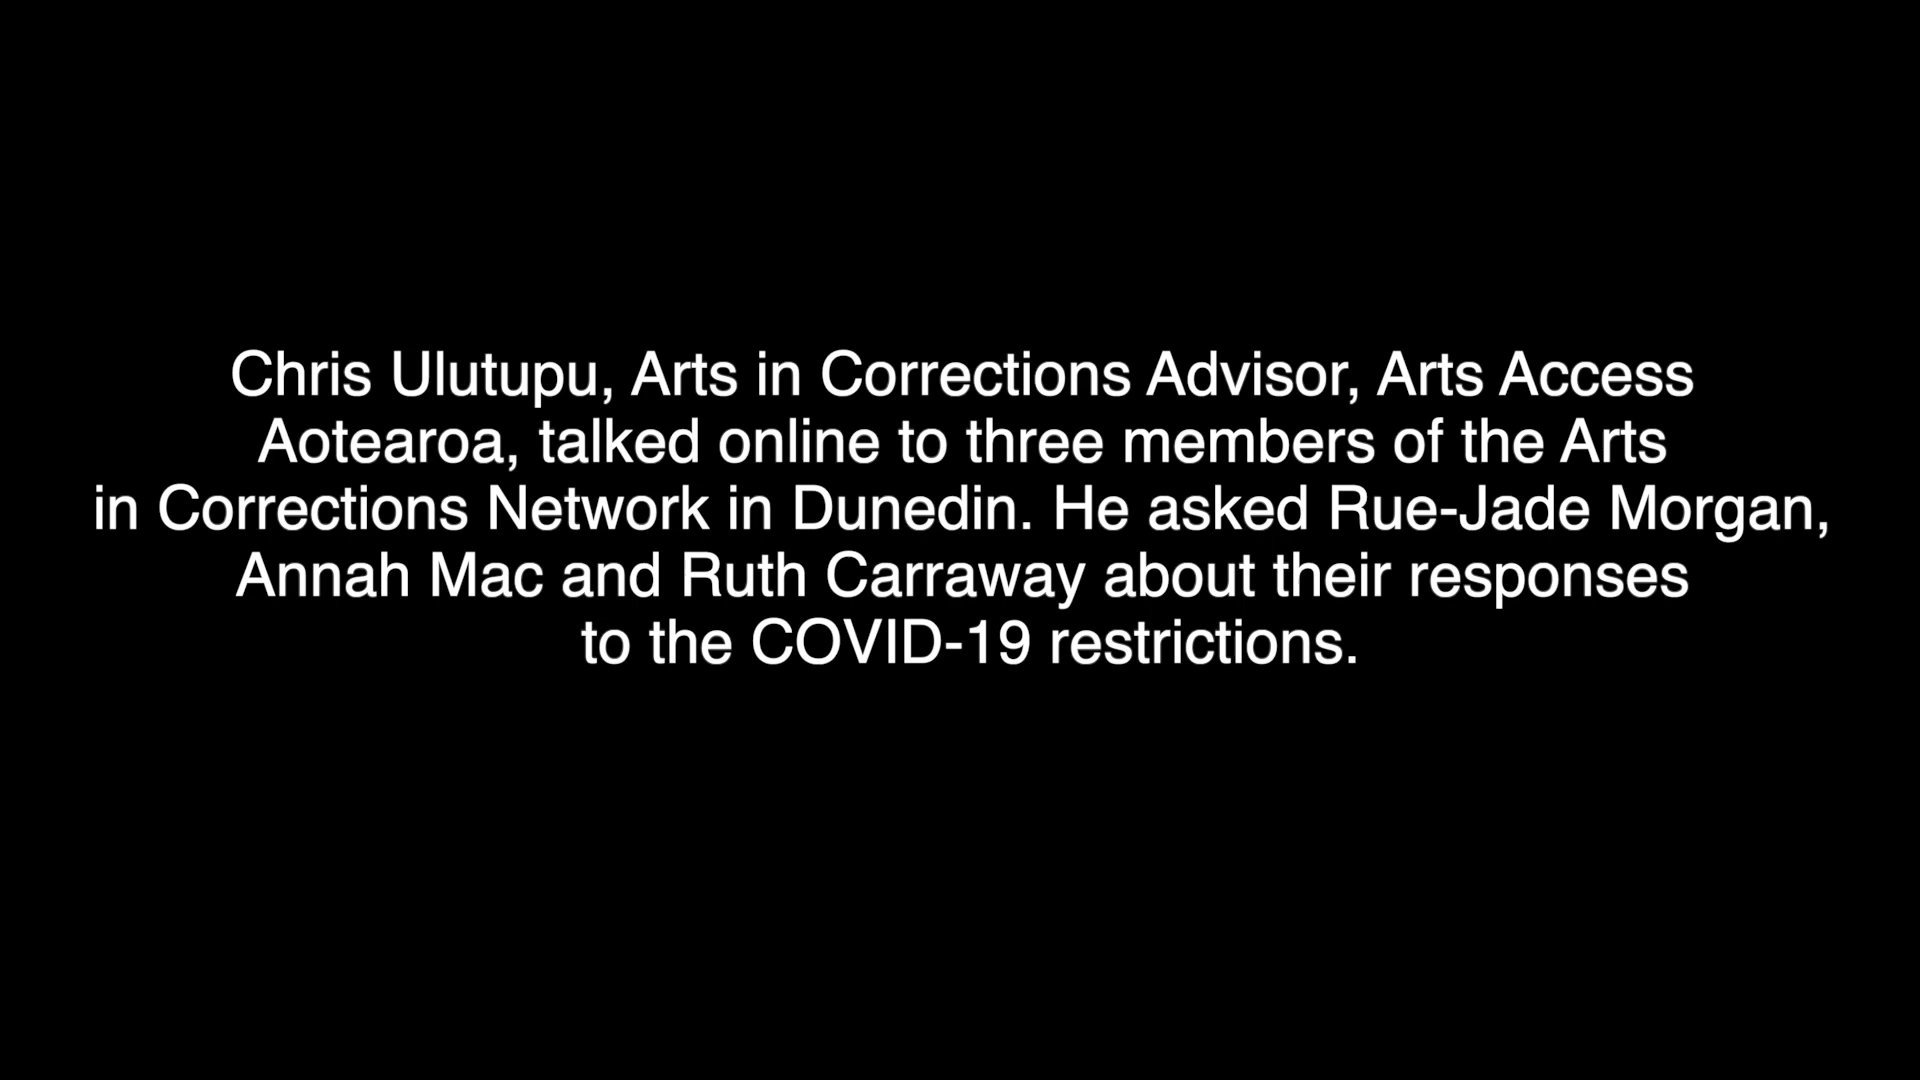 Chris Ulutupu, Arts in Corrections Advisor, Arts Access
Aotearoa, talked online to three members of the Arts
in Corrections Network in Dunedin. He asked Rue-Jade Morgan,
Annah Mac and Ruth Carraway about their responses
to the COVID-19 restrictions.